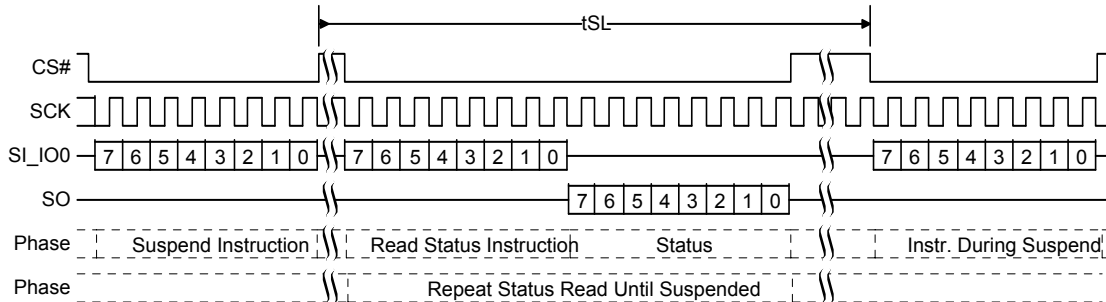 tSL
CS#
SCK
SI_IO0 7 6 5 4 3 2 1 0 7 6 5 4 3 2 1 0 7 6 5 4 3 2 1 0
SO 7 6 5 4 3 2 1 0
Phase Suspend Instruction Read Status Instruction Status Instr. During Suspend
Phase Repeat Status Read Until Suspended